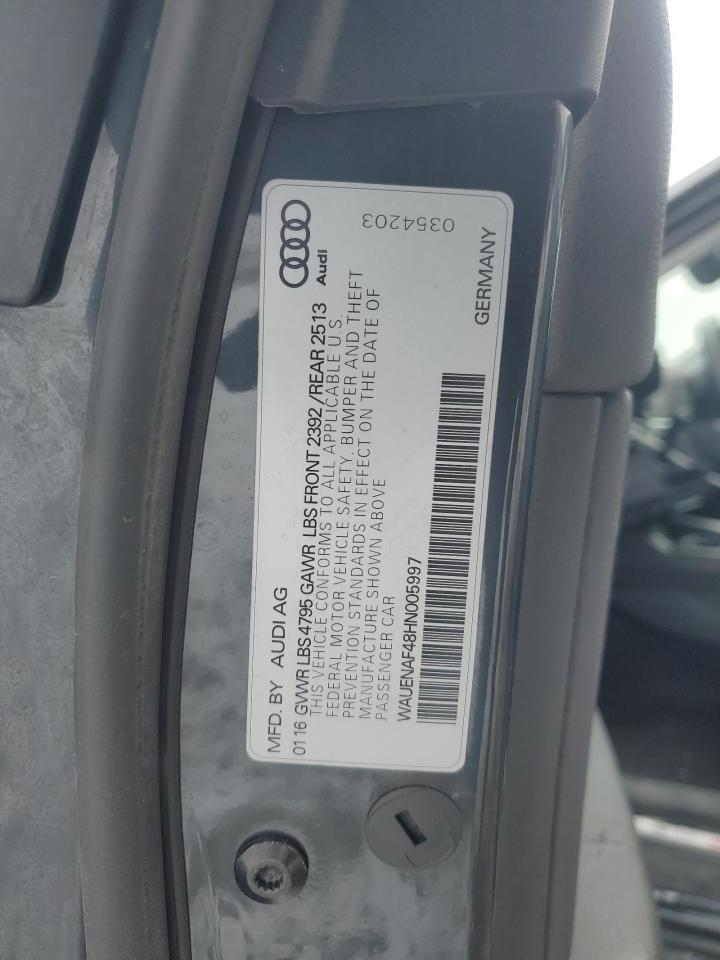 MFD. BY AUDI AG
Audi
0116 GVWR LBS 4795 GAWR LBS FRONT 2392/REAR 2513
THIS VEHICLE CONFORMS TO ALL APPLICABLE U.S.
FEDERAL MOTOR VEHICLE SAFETY, BUMPER AND THEFT
PREVENTION STANDARDS IN EFFECT ON THE DATE OF
MANUFACTURE SHOWN ABOVE
PASSENGER CAR
0354203
WAUENAF48HN005997
GERMANY